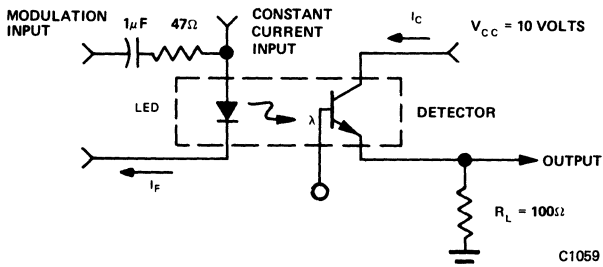 MODULATION
INPUT
1μF
47Ω
CONSTANT
CURRENT
INPUT
I_C
V_CC = 10 VOLTS
LED
λ
DETECTOR
I_F
OUTPUT
R_L = 100Ω
C1059